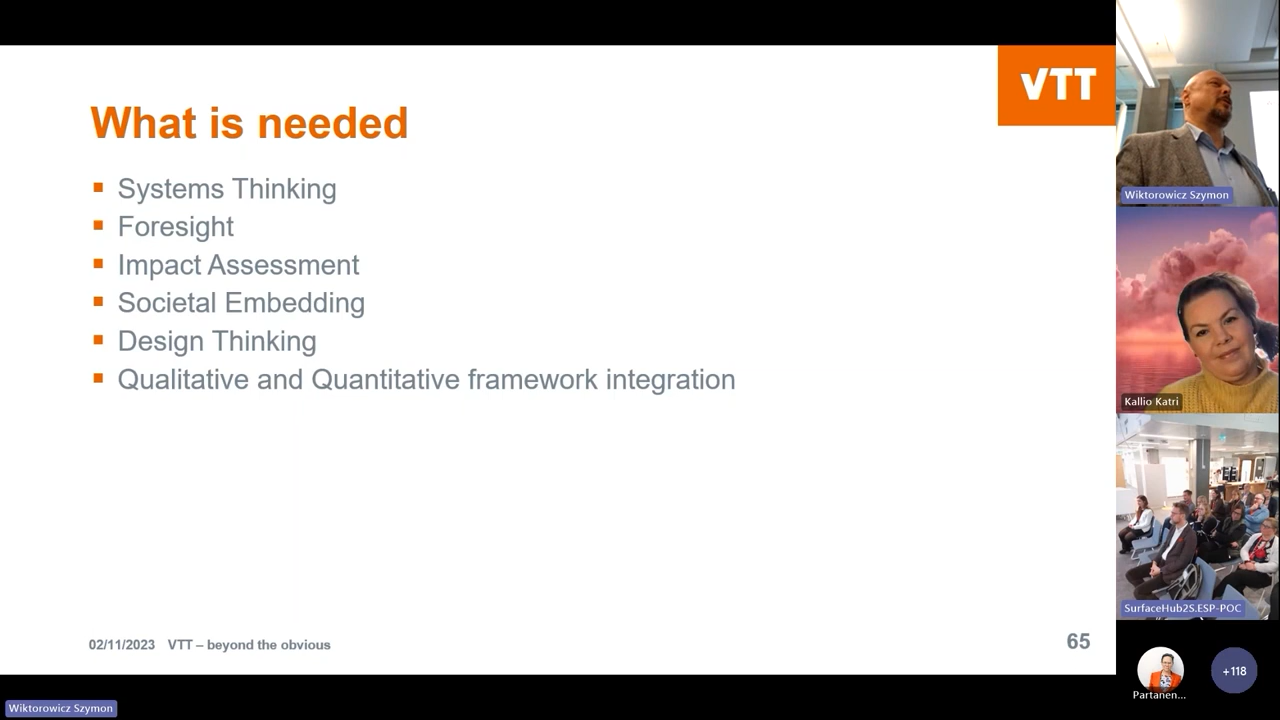 VTT
What is needed
Systems Thinking
Foresight
Impact Assessment
Societal Embedding
Design Thinking
Qualitative and Quantitative framework integration
02/11/2023 VTT – beyond the obvious
65
Wiktorowicz Szymon
Wiktorowicz Szymon
Kallio Katri
SurfaceHub2S.ESP-POC
Partanen...
+118